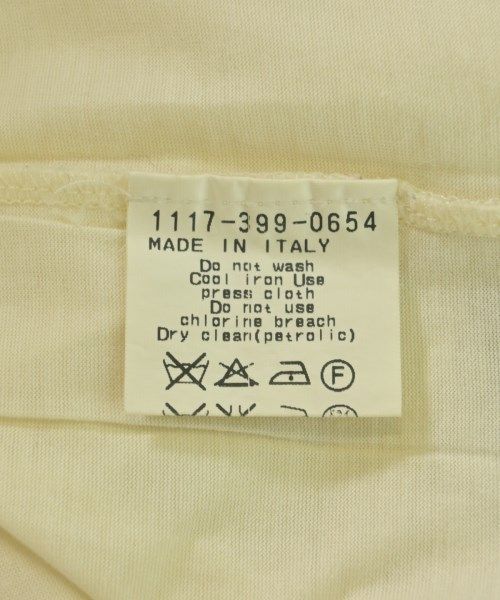 1117-399-0654
MADE IN ITALY
Do not wash
Cool iron Use
press cloth
Do not use
chlorine breach
Dry clean(petrolic)
F